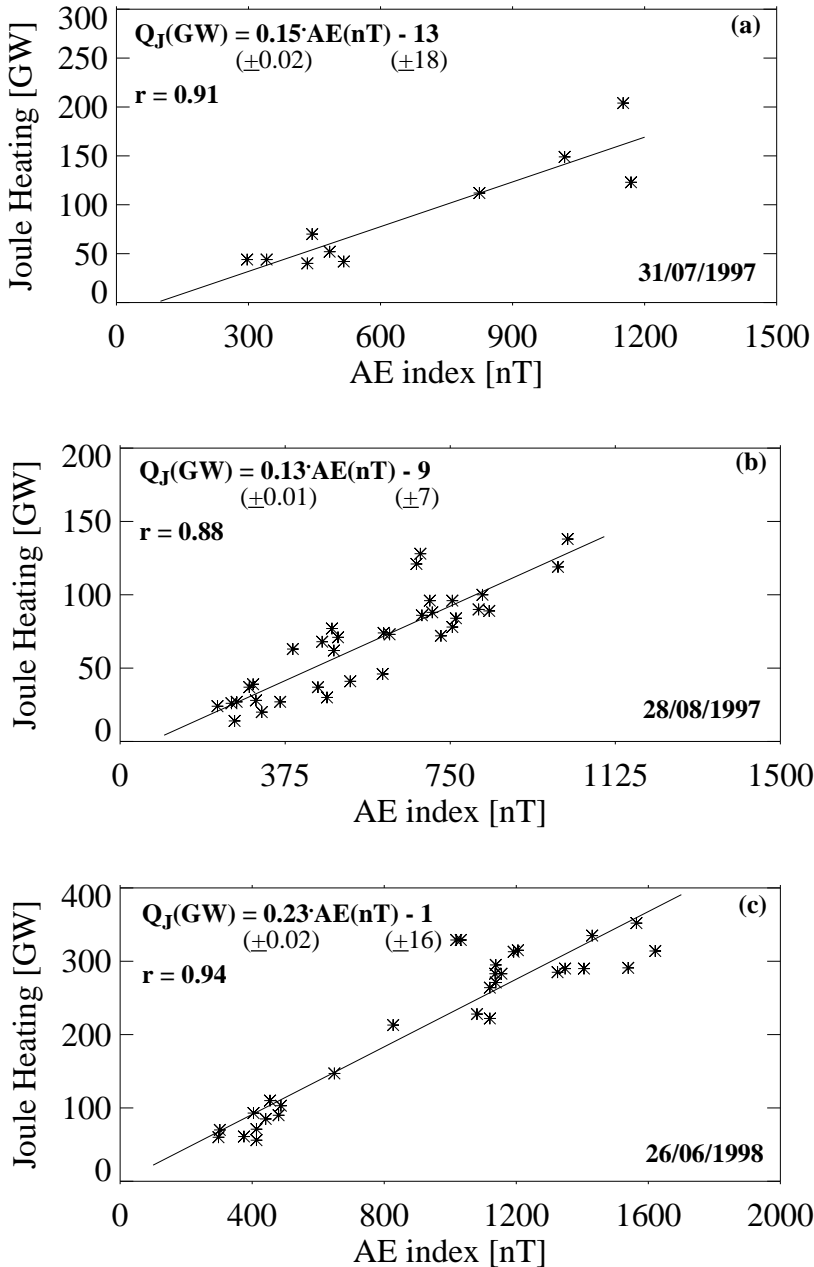 300
250
200
150
100
50
0
Joule Heating [GW]
Q_J(GW) = 0.15·AE(nT) - 13
(±0.02) (±18)
r = 0.91
(a)
31/07/1997
0 300 600 900 1200 1500
AE index [nT]
200
150
100
50
0
Joule Heating [GW]
Q_J(GW) = 0.13·AE(nT) - 9
(±0.01) (±7)
r = 0.88
(b)
28/08/1997
0 375 750 1125 1500
AE index [nT]
400
300
200
100
0
Joule Heating [GW]
Q_J(GW) = 0.23·AE(nT) - 1
(±0.02) (±16)
r = 0.94
(c)
26/06/1998
0 400 800 1200 1600 2000
AE index [nT]